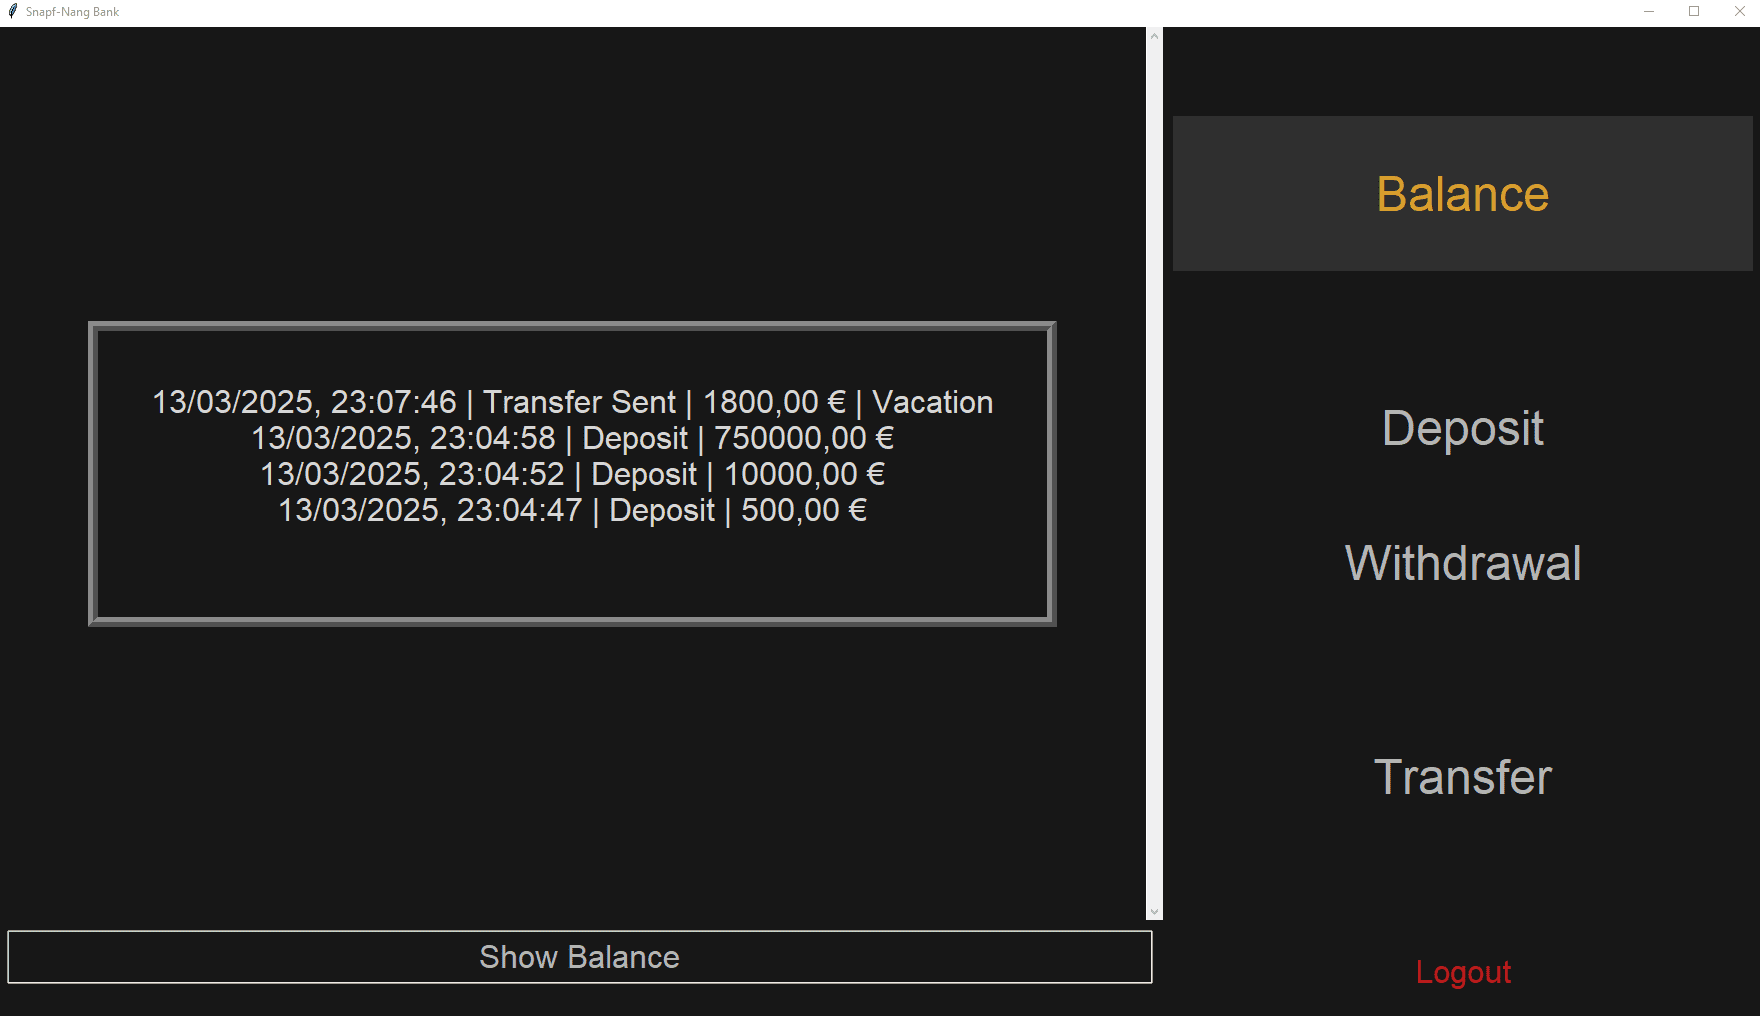 Snapf-Nang Bank
13/03/2025, 23:07:46 | Transfer Sent | 1800,00 € | Vacation
13/03/2025, 23:04:58 | Deposit | 750000,00 €
13/03/2025, 23:04:52 | Deposit | 10000,00 €
13/03/2025, 23:04:47 | Deposit | 500,00 €
Show Balance
Balance
Deposit
Withdrawal
Transfer
Logout